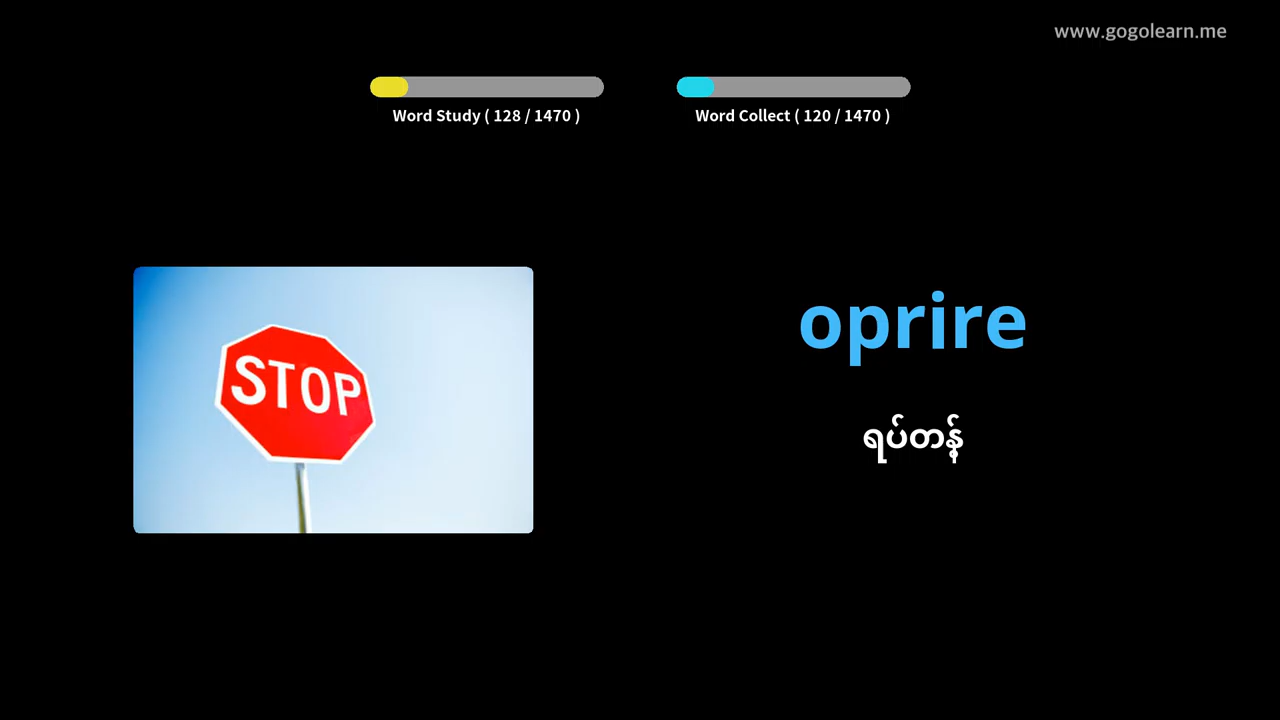 www.gogolearn.me
Word Study ( 128 / 1470 )
Word Collect ( 120 / 1470 )
STOP
oprire
ရပ်တန့်